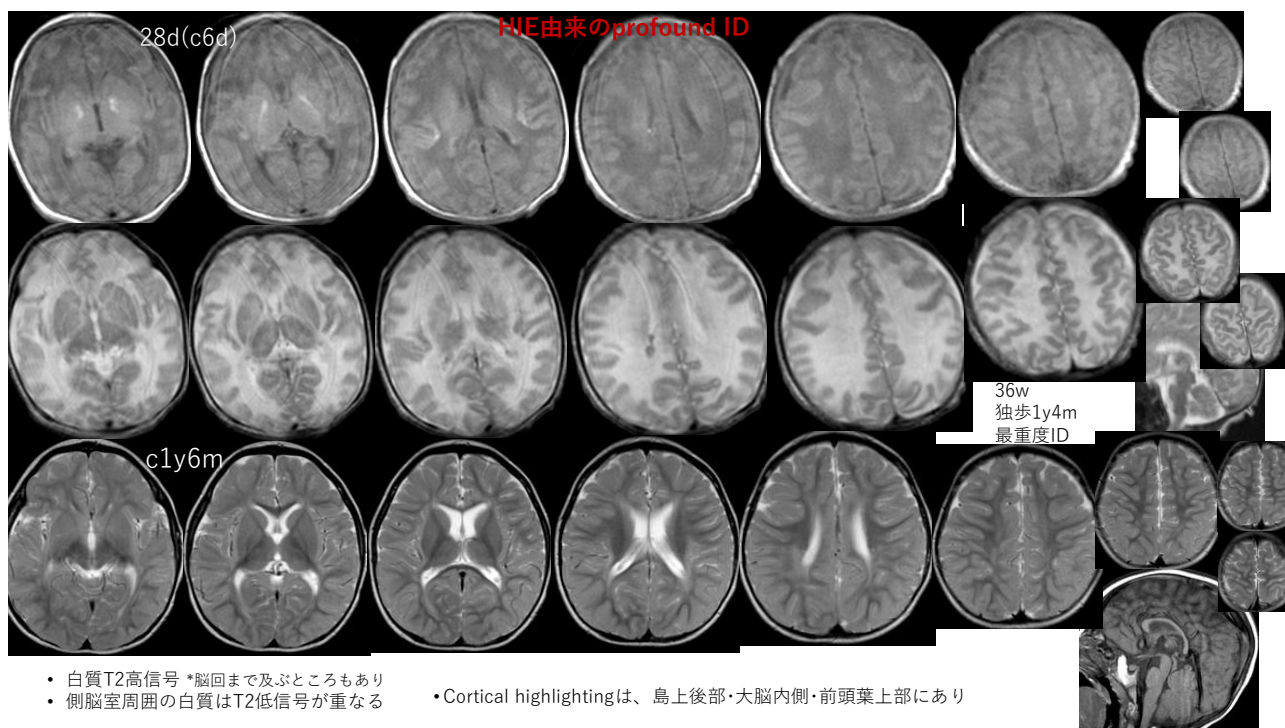 HIE由来のprofound ID
28d(c6d)
36w
独歩1y4m
最重度ID
c1y6m
• 白質T2高信号 *脳回まで及ぶところもあり
• 側脳室周囲の白質はT2低信号が重なる
• Cortical highlightingは、島上後部・大脳内側・前頭葉上部にあり